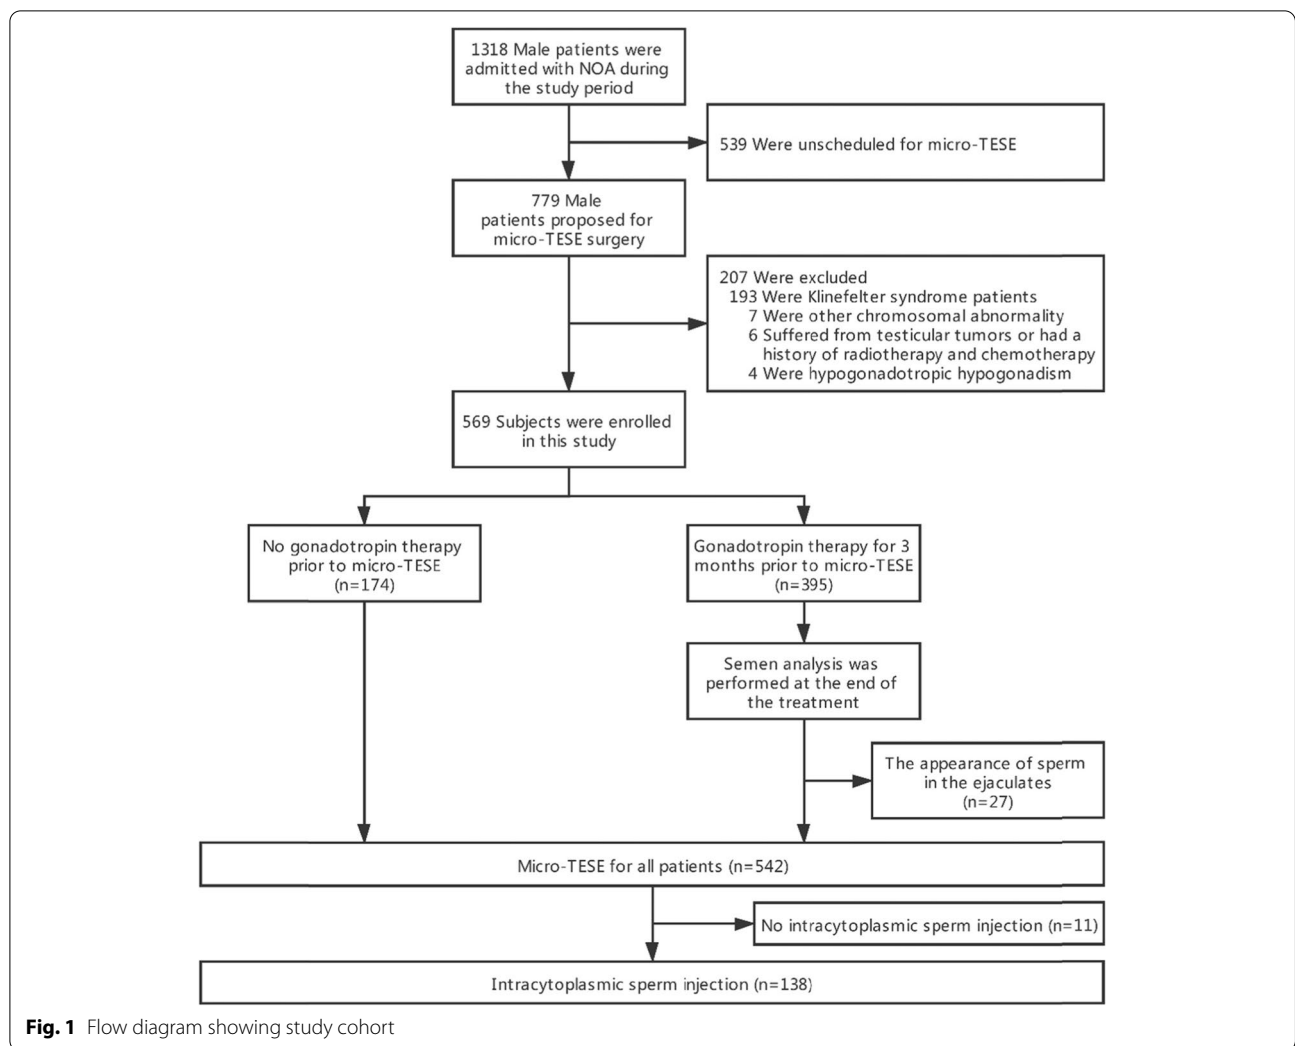 1318 Male patients were
admitted with NOA during
the study period
539 Were unscheduled for micro-TESE
779 Male
patients proposed for
micro-TESE surgery
207 Were excluded
193 Were Klinefelter syndrome patients
7 Were other chromosomal abnormality
6 Suffered from testicular tumors or had a
history of radiotherapy and chemotherapy
4 Were hypogonadotropic hypogonadism
569 Subjects were enrolled
in this study
No gonadotropin therapy
prior to micro-TESE
(n=174)
Gonadotropin therapy for 3
months prior to micro-TESE
(n=395)
Semen analysis was
performed at the end of
the treatment
The appearance of sperm
in the ejaculates
(n=27)
Micro-TESE for all patients (n=542)
No intracytoplasmic sperm injection (n=11)
Intracytoplasmic sperm injection (n=138)
Fig. 1 Flow diagram showing study cohort